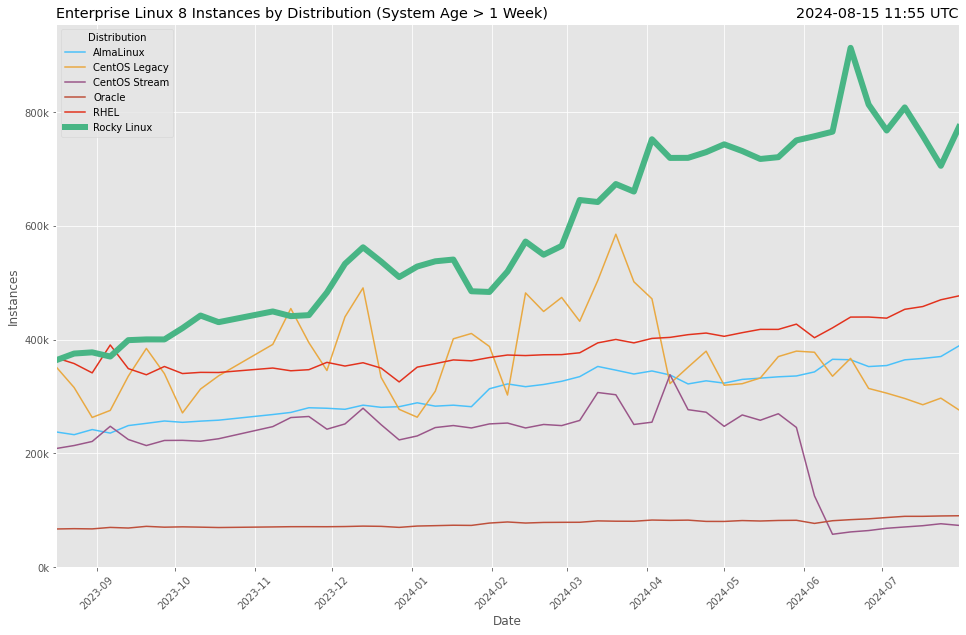 Enterprise Linux 8 Instances by Distribution (System Age > 1 Week)
2024-08-15 11:55 UTC
Distribution
AlmaLinux
CentOS Legacy
CentOS Stream
Oracle
RHEL
Rocky Linux
800k
600k
400k
200k
0k
Instances
2023-09
2023-10
2023-11
2023-12
2024-01
2024-02
2024-03
2024-04
2024-05
2024-06
2024-07
Date